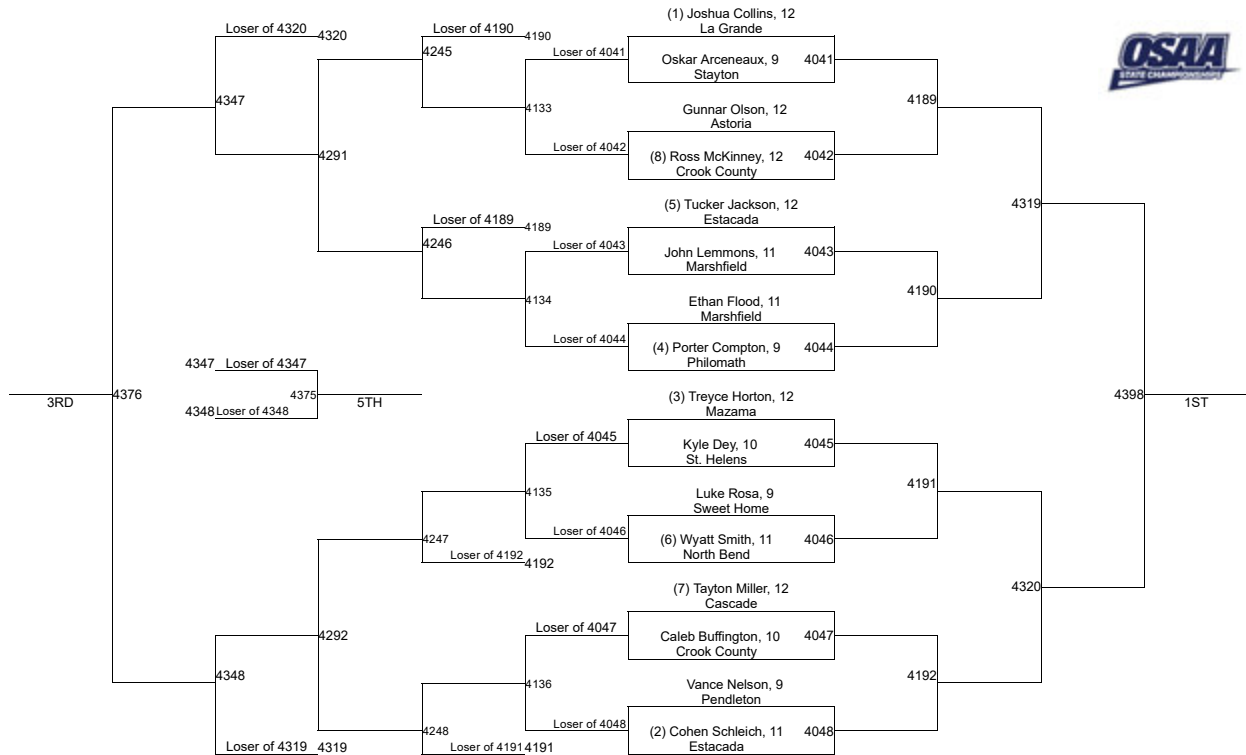 (1) Joshua Collins, 12
La Grande
Loser of 4320 4320
Loser of 4190 4190
4245
Loser of 4041
Oskar Arceneaux, 9 4041
Stayton
OSAA
STATE CHAMPIONSHIPS
4347
4133
Gunnar Olson, 12
Astoria
4189
4291
Loser of 4042
(8) Ross McKinney, 12 4042
Crook County
(5) Tucker Jackson, 12
Estacada
4319
Loser of 4189 4189
4246
Loser of 4043
John Lemmons, 11 4043
Marshfield
4134
Ethan Flood, 11
Marshfield
4190
Loser of 4044
(4) Porter Compton, 9 4044
Philomath
4347 Loser of 4347
3RD
4376
4375
5TH
4398
1ST
4348 Loser of 4348
(3) Treyce Horton, 12
Mazama
Loser of 4045
Kyle Dey, 10 4045
St. Helens
4135
Luke Rosa, 9
Sweet Home
4191
Loser of 4046
(6) Wyatt Smith, 11 4046
North Bend
4247
Loser of 4192 4192
(7) Tayton Miller, 12
Cascade
4320
4292
Loser of 4047
Caleb Buffington, 10 4047
Crook County
4348
4136
Vance Nelson, 9
Pendleton
4192
Loser of 4048
(2) Cohen Schleich, 11 4048
Estacada
4248
Loser of 4319 4319
Loser of 4191 4191